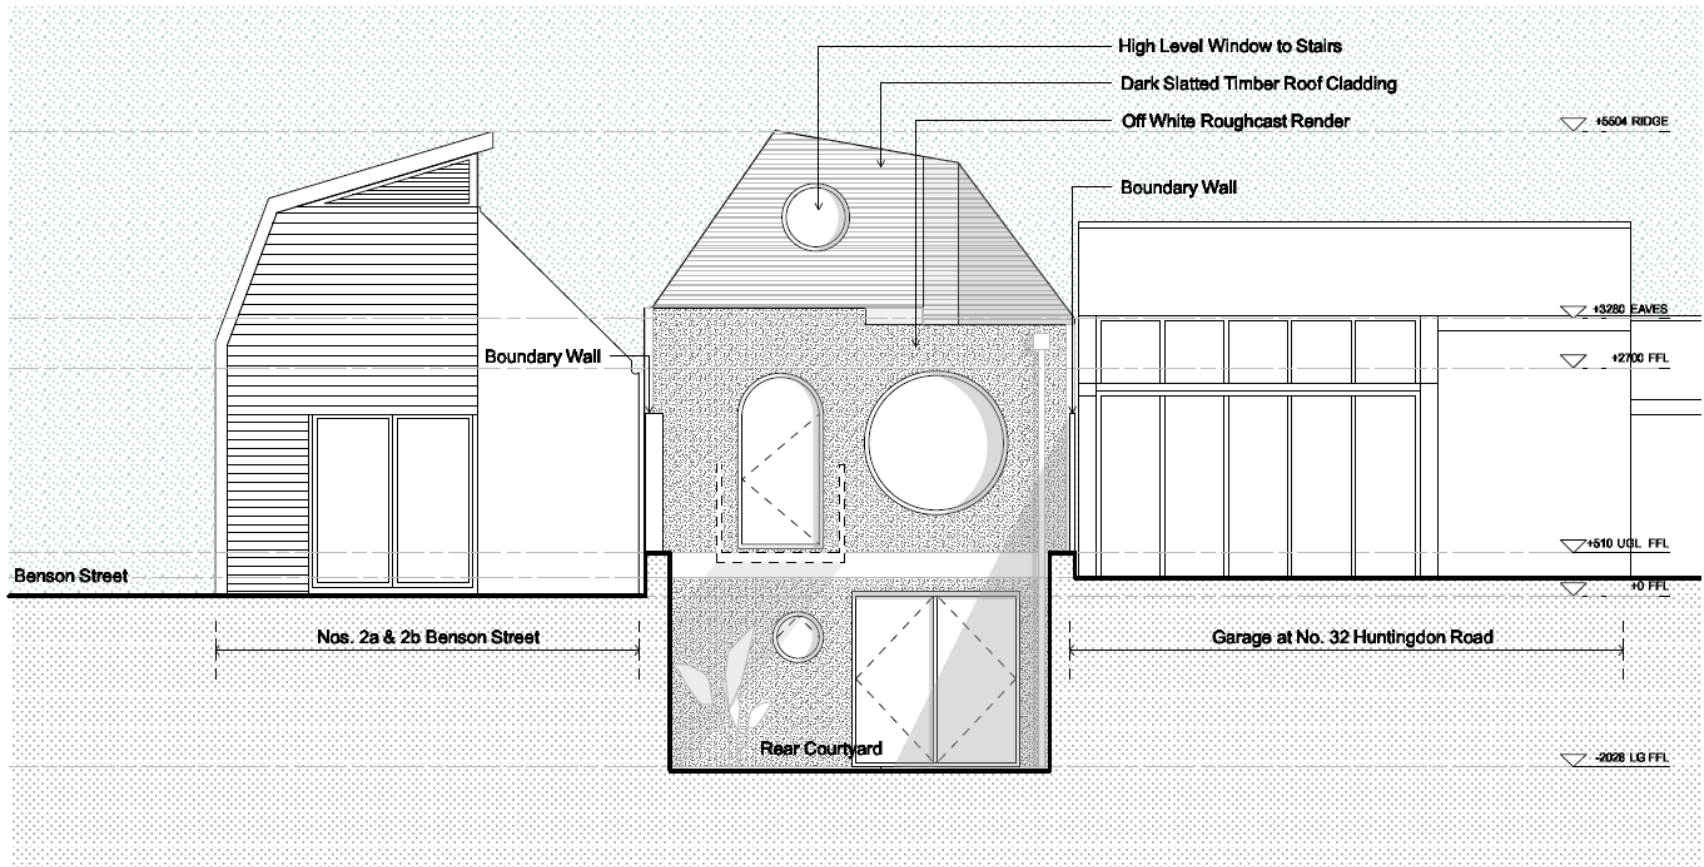 High Level Window to Stairs
Dark Slatted Timber Roof Cladding
Off White Roughcast Render
+5504 RIDGE
Boundary Wall
+3280 EAVES
Boundary Wall
+2700 FFL
+510 UGL FFL
Benson Street
+0 FFL
Nos. 2a & 2b Benson Street
Garage at No. 32 Huntingdon Road
Rear Courtyard
-2028 LG FFL